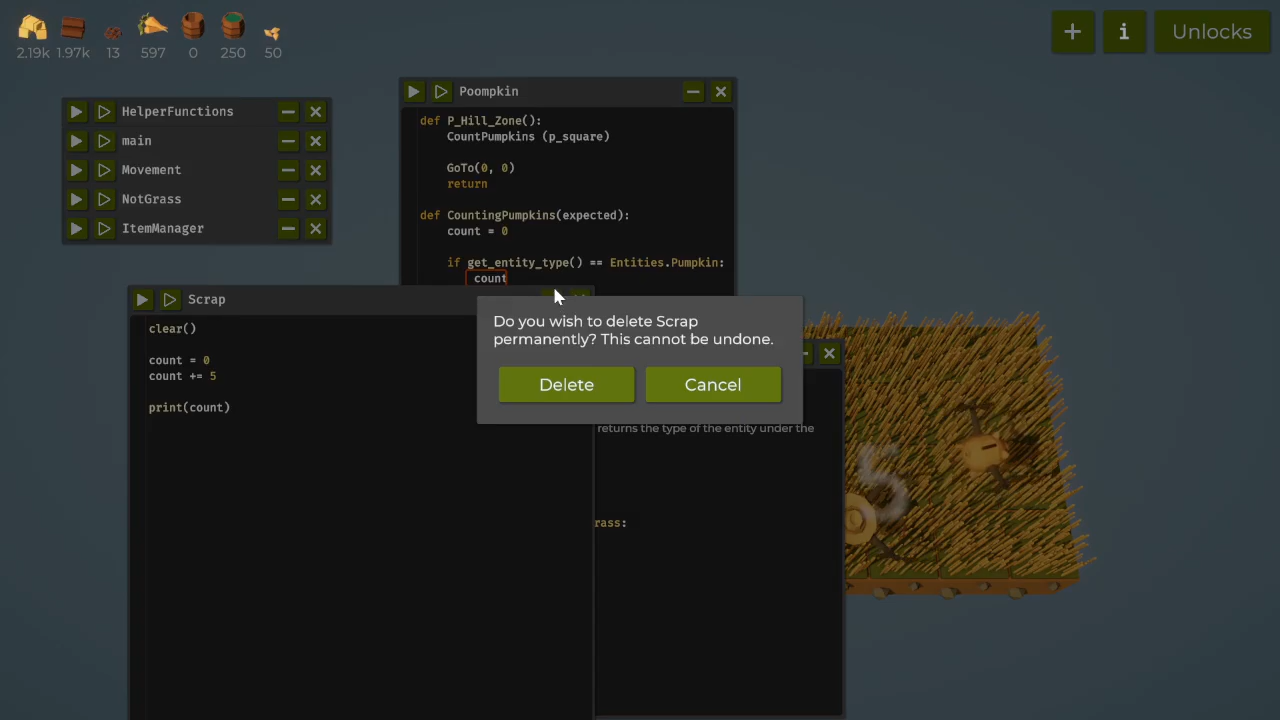 2.19k 1.97k 13 597 0 250 50
+ i Unlocks
HelperFunctions
main
Movement
NotGrass
ItemManager
Poompkin
def P_Hill_Zone():
CountPumpkins (p_square)
GoTo(0, 0)
return
def CountingPumpkins(expected):
count = 0
if get_entity_type() == Entities.Pumpkin:
count
Scrap
clear()
count = 0
count += 5
print(count)
Do you wish to delete Scrap
permanently? This cannot be undone.
Delete Cancel
returns the type of the entity under the
rass:
5